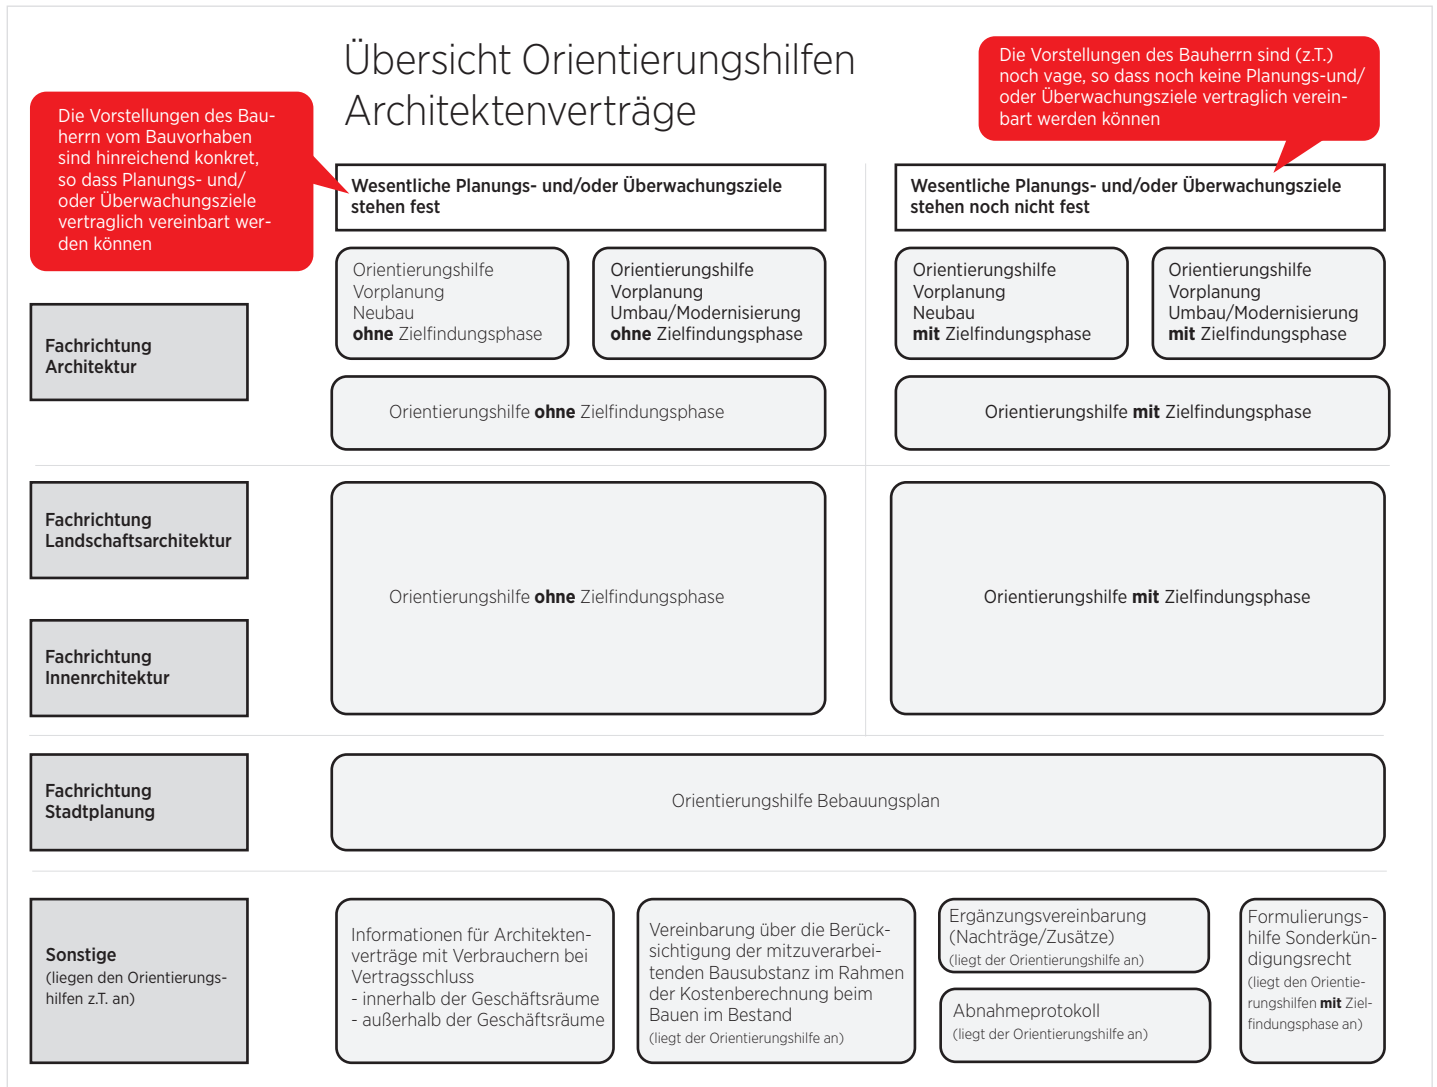 Übersicht Orientierungshilfen
Architektenverträge
Die Vorstellungen des Bau-
herrn vom Bauvorhaben
sind hinreichend konkret,
so dass Planungs- und/
oder Überwachungsziele
vertraglich vereinbart wer-
den können
Die Vorstellungen des Bauherrn sind (z.T.)
noch vage, so dass noch keine Planungs-und/
oder Überwachungsziele vertraglich verein-
bart werden können
Wesentliche Planungs- und/oder Überwachungsziele
stehen fest
Wesentliche Planungs- und/oder Überwachungsziele
stehen noch nicht fest
Fachrichtung
Architektur
Orientierungshilfe
Vorplanung
Neubau
ohne Zielfindungsphase
Orientierungshilfe
Vorplanung
Umbau/Modernisierung
ohne Zielfindungsphase
Orientierungshilfe
Vorplanung
Neubau
mit Zielfindungsphase
Orientierungshilfe
Vorplanung
Umbau/Modernisierung
mit Zielfindungsphase
Orientierungshilfe ohne Zielfindungsphase
Orientierungshilfe mit Zielfindungsphase
Fachrichtung
Landschaftsarchitektur
Fachrichtung
Innenrchitektur
Orientierungshilfe ohne Zielfindungsphase
Orientierungshilfe mit Zielfindungsphase
Fachrichtung
Stadtplanung
Orientierungshilfe Bebauungsplan
Sonstige
(liegen den Orientierungs-
hilfen z.T. an)
Informationen für Architekten-
verträge mit Verbrauchern bei
Vertragsschluss
- innerhalb der Geschäftsräume
- außerhalb der Geschäftsräume
Vereinbarung über die Berück-
sichtigung der mitzuverarbei-
tenden Bausubstanz im Rahmen
der Kostenberechnung beim
Bauen im Bestand
(liegt der Orientierungshilfe an)
Ergänzungsvereinbarung
(Nachträge/Zusätze)
(liegt der Orientierungshilfe an)
Abnahmeprotokoll
(liegt der Orientierungshilfe an)
Formulierungs-
hilfe Sonderkün-
digungsrecht
(liegt den Orientie-
rungshilfen mit Ziel-
findungsphase an)